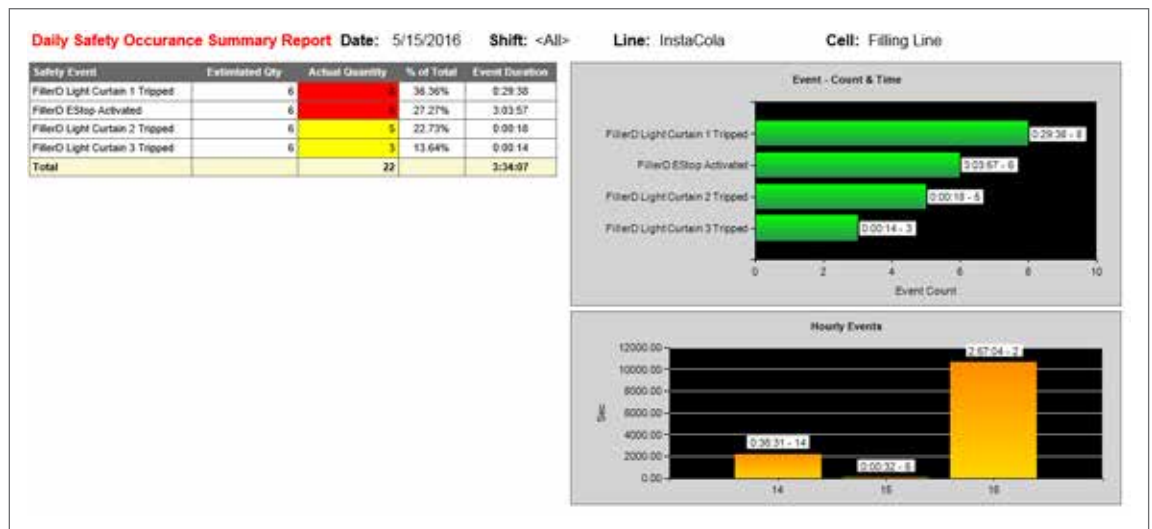 Daily Safety Occurance Summary Report Date: 5/15/2016 Shift: <All> Line: InstaCola Cell: Filling Line
Safety Event Estimated Qty Actual Quantity % of Total Event Duration
FillerD Light Curtain 1 Tripped 6 8 36.36% 0:29:38
FillerD EStop Activated 6 6 27.27% 3:03:57
FillerD Light Curtain 2 Tripped 6 5 22.73% 0:00:18
FillerD Light Curtain 3 Tripped 6 3 13.64% 0:00:14
Total 22 3:34:07
Event - Count & Time
FillerD Light Curtain 1 Tripped 0:29:38 - 8
FillerD EStop Activated 3:03:57 - 6
FillerD Light Curtain 2 Tripped 0:00:18 - 5
FillerD Light Curtain 3 Tripped 0:00:14 - 3
0 2 4 6 8 10
Event Count
Hourly Events
Sec
12000.00
10000.00
8000.00
6000.00
4000.00
2000.00
0.00
2:57:04 - 2
0:36:31 - 14
0:00:32 - 6
14 15 16